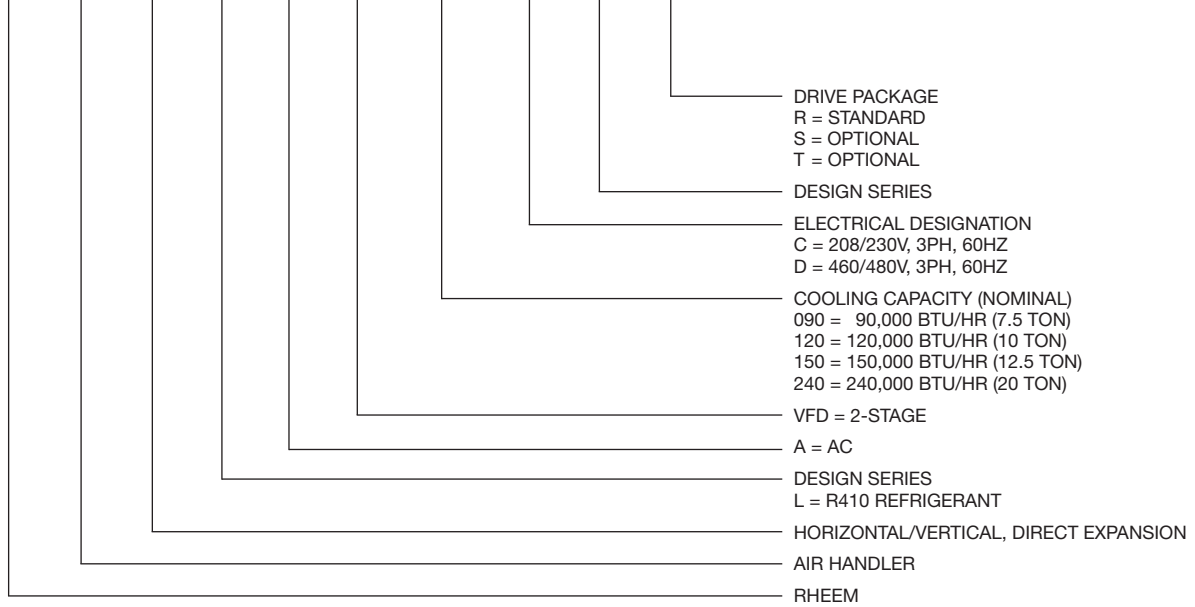 DRIVE PACKAGE
R = STANDARD
S = OPTIONAL
T = OPTIONAL
DESIGN SERIES
ELECTRICAL DESIGNATION
C = 208/230V, 3PH, 60HZ
D = 460/480V, 3PH, 60HZ
COOLING CAPACITY (NOMINAL)
090 = 90,000 BTU/HR (7.5 TON)
120 = 120,000 BTU/HR (10 TON)
150 = 150,000 BTU/HR (12.5 TON)
240 = 240,000 BTU/HR (20 TON)
VFD = 2-STAGE
A = AC
DESIGN SERIES
L = R410 REFRIGERANT
HORIZONTAL/VERTICAL, DIRECT EXPANSION
AIR HANDLER
RHEEM